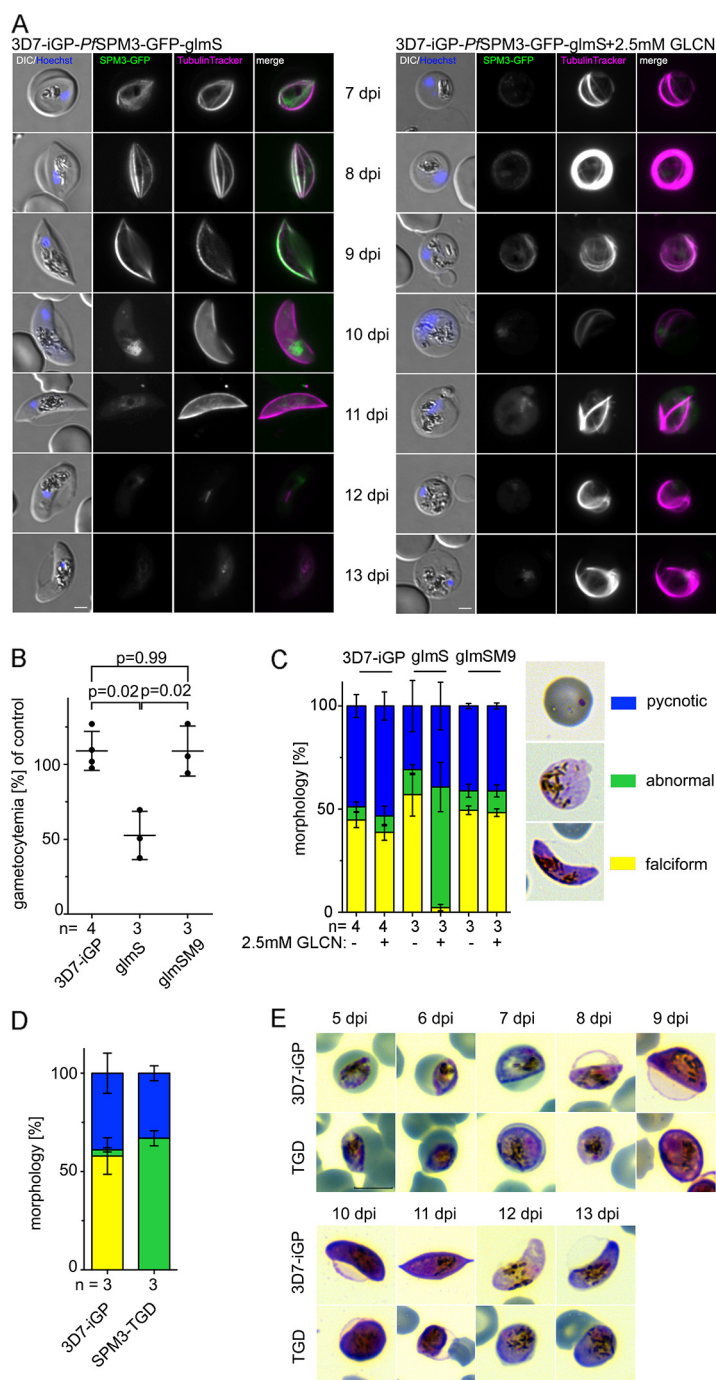 A
3D7-iGP-PfSPM3-GFP-glmS
3D7-iGP-PfSPM3-GFP-glmS+2.5mM GLCN
DIC/Hoechst SPM3-GFP TubulinTracker merge
DIC/Hoechst SPM3-GFP TubulinTracker merge
7 dpi
8 dpi
9 dpi
10 dpi
11 dpi
12 dpi
13 dpi
B
p=0.99
p=0.02 p=0.02
gametocytemia [%] of control
100
50
0
n= 4 3 3
3D7-iGP
glmS
glmSM9
C
3D7-iGP glmS glmSM9
morphology [%]
100
50
0
n= 4 4 3 3 3 3
2.5mM GLCN: - + - + - +
pycnotic
abnormal
falciform
D
morphology [%]
100
50
0
n = 3 3
3D7-iGP
SPM3-TGD
E
5 dpi 6 dpi 7 dpi 8 dpi 9 dpi
3D7-iGP
TGD
10 dpi 11 dpi 12 dpi 13 dpi
3D7-iGP
TGD